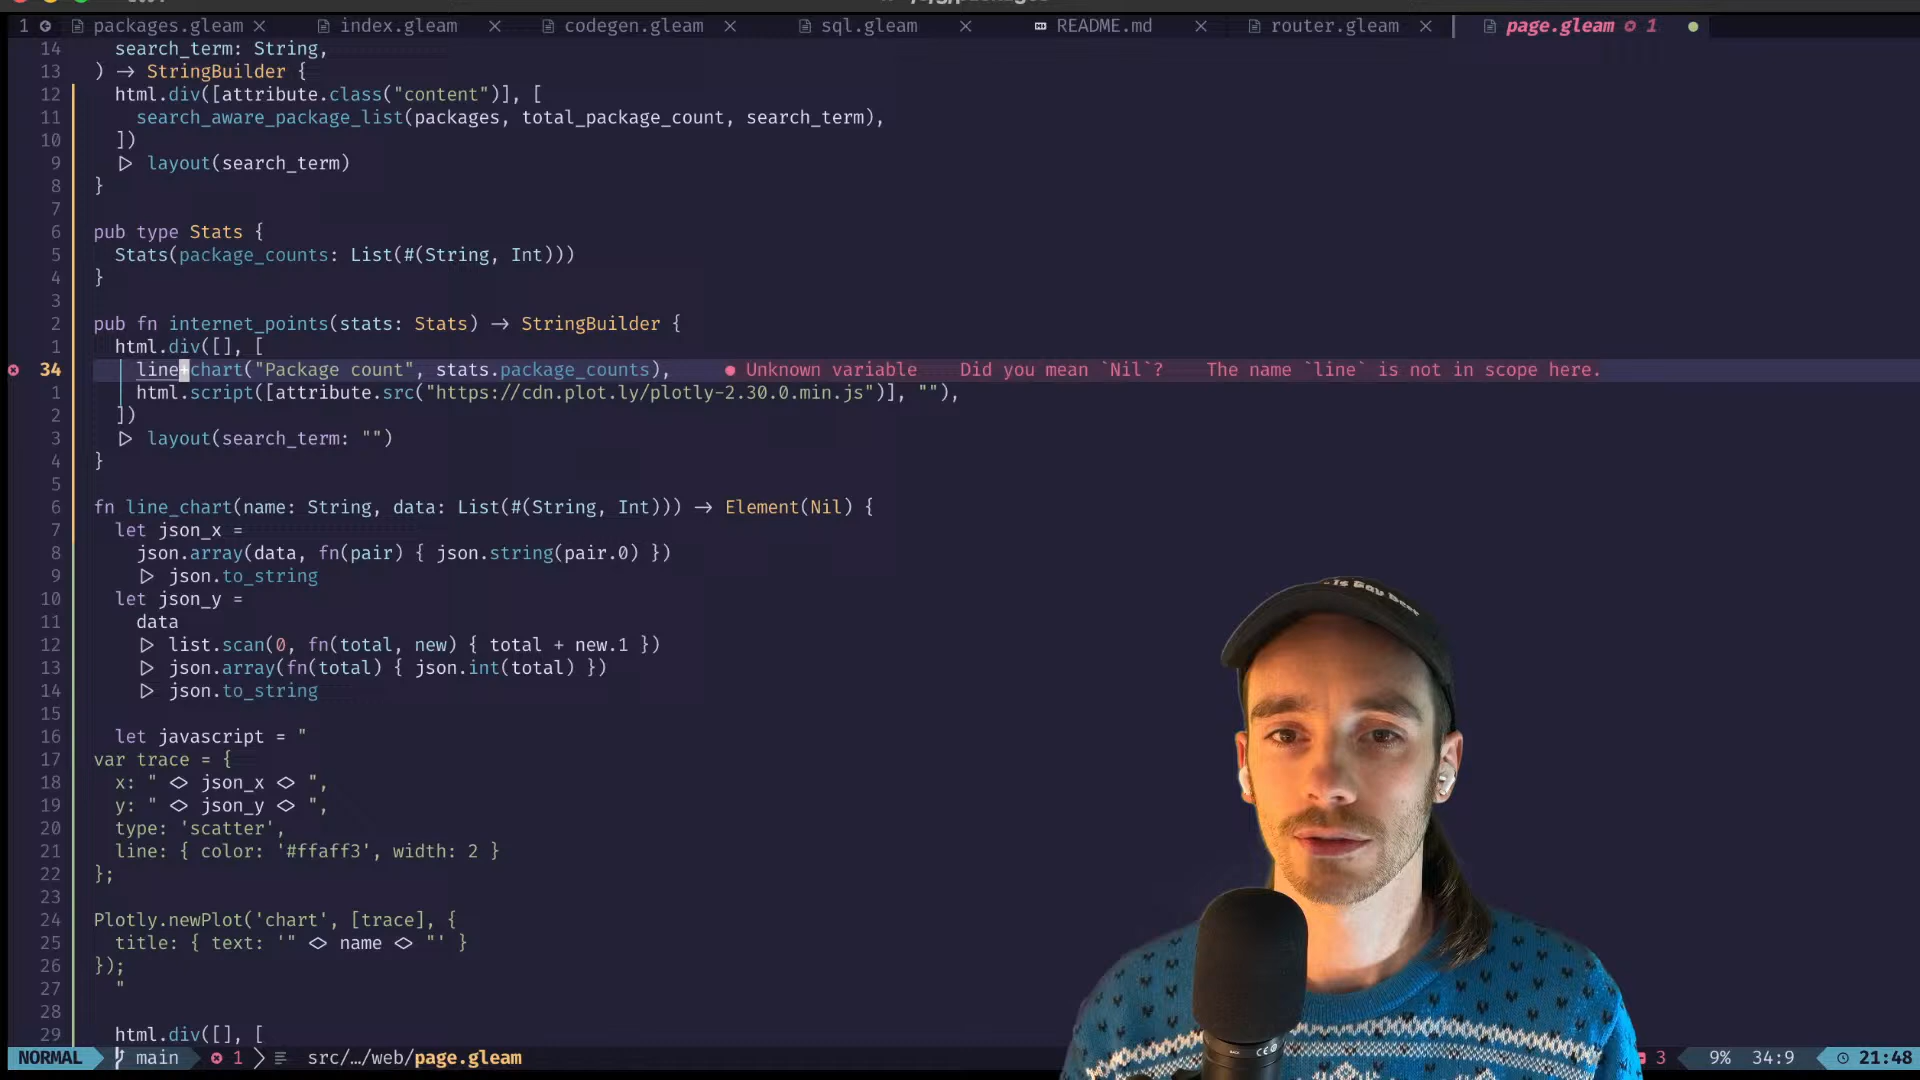 1 packages.gleam index.gleam codegen.gleam sql.gleam README.md router.gleam page.gleam 1
14 search_term: String,
13 ) -> StringBuilder {
12 html.div([attribute.class("content")], [
11 search_aware_package_list(packages, total_package_count, search_term),
10 ])
9 |> layout(search_term)
8 }
7
6 pub type Stats {
5 Stats(package_counts: List(#(String, Int)))
4 }
3
2 pub fn internet_points(stats: Stats) -> StringBuilder {
1 html.div([], [
34 line+chart("Package count", stats.package_counts), ● Unknown variable Did you mean `Nil`? The name `line` is not in scope here.
1 html.script([attribute.src("https://cdn.plot.ly/plotly-2.30.0.min.js")], ""),
2 ])
3 |> layout(search_term: "")
4 }
5
6 fn line_chart(name: String, data: List(#(String, Int))) -> Element(Nil) {
7 let json_x =
8 json.array(data, fn(pair) { json.string(pair.0) })
9 |> json.to_string
10 let json_y =
11 data
12 |> list.scan(0, fn(total, new) { total + new.1 })
13 |> json.array(fn(total) { json.int(total) })
14 |> json.to_string
15
16 let javascript = "
17 var trace = {
18 x: " <> json_x <> ",
19 y: " <> json_y <> ",
20 type: 'scatter',
21 line: { color: '#ffaff3', width: 2 }
22 };
23
24 Plotly.newPlot('chart', [trace], {
25 title: { text: '" <> name <> "' }
26 });
27 "
28
29 html.div([], [
NORMAL main 1 src/…/web/page.gleam 3 9% 34:9 21:48